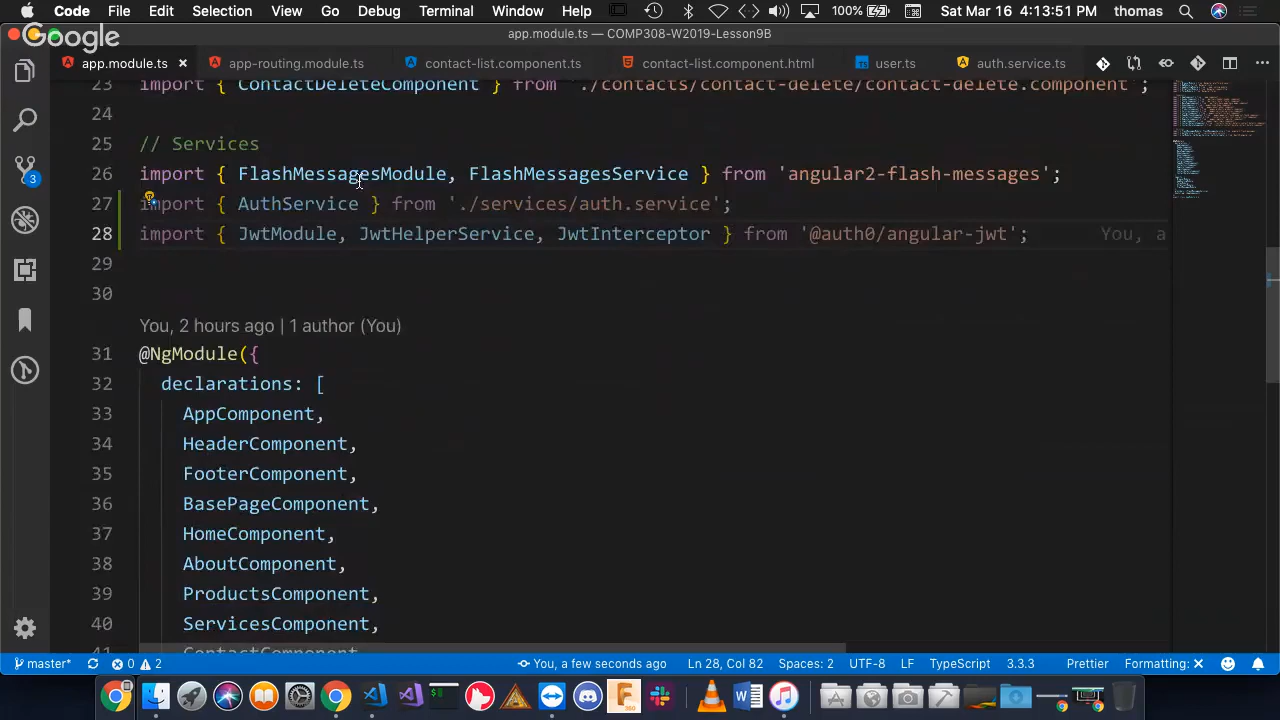 Code File Edit Selection View Go Debug Terminal Window Help 100% Sat Mar 16 4:13:51 PM thomas
Google
app.module.ts — COMP308-W2019-Lesson9B
app.module.ts app-routing.module.ts contact-list.component.ts contact-list.component.html user.ts auth.service.ts
23 import { ContactDeleteComponent } from './contacts/contact-delete/contact-delete.component';
24
25 // Services
26 import { FlashMessagesModule, FlashMessagesService } from 'angular2-flash-messages';
27 import { AuthService } from './services/auth.service';
28 import { JwtModule, JwtHelperService, JwtInterceptor } from '@auth0/angular-jwt'; You, a
29
30
You, 2 hours ago | 1 author (You)
31 @NgModule({
32 declarations: [
33 AppComponent,
34 HeaderComponent,
35 FooterComponent,
36 BasePageComponent,
37 HomeComponent,
38 AboutComponent,
39 ProductsComponent,
40 ServicesComponent,
41 ContactComponent
3
master* 0 2 You, a few seconds ago Ln 28, Col 82 Spaces: 2 UTF-8 LF TypeScript 3.3.3 Prettier Formatting: ×